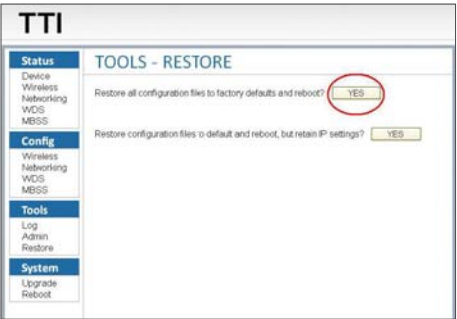 TTI
Status
Device
Wireless
Networking
WDS
MBSS
Config
Wireless
Networking
WDS
MBSS
Tools
Log
Admin
Restore
System
Upgrade
Reboot
TOOLS - RESTORE
Restore all configuration files to factory defaults and reboot? YES
Restore configuration files to default and reboot, but retain IP settings? YES